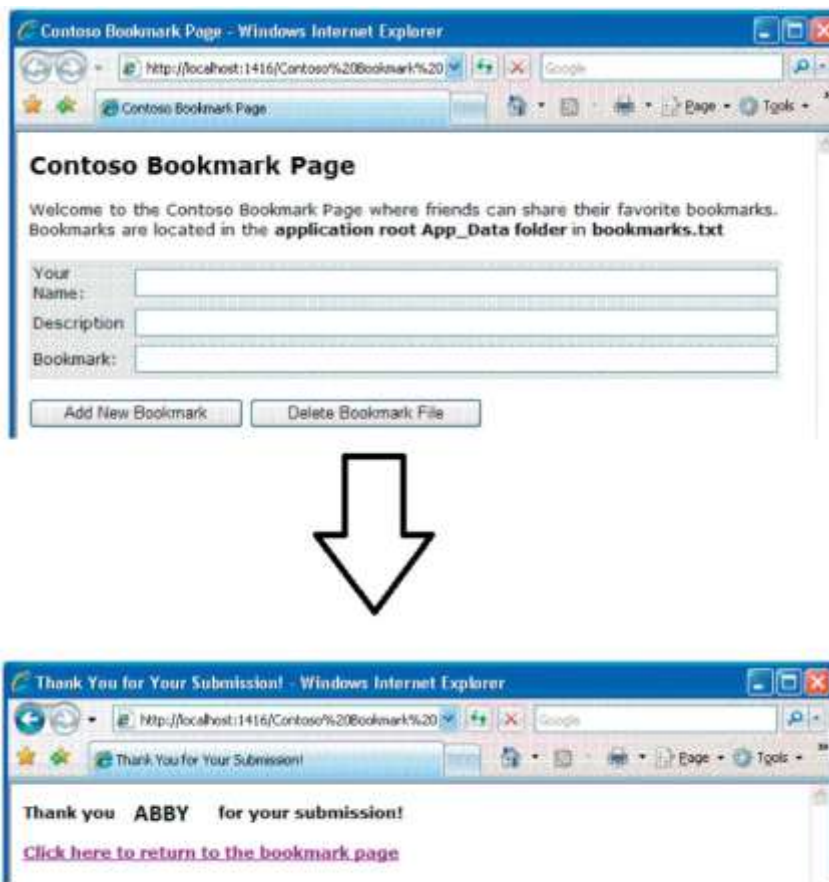 Contoso Bookmark Page - Windows Internet Explorer
http://localhost:1416/Contoso%20Bookmark%20
Google
Contoso Bookmark Page
Page
Tools
Contoso Bookmark Page
Welcome to the Contoso Bookmark Page where friends can share their favorite bookmarks.
Bookmarks are located in the application root App_Data folder in bookmarks.txt
Your
Name:
Description
Bookmark:
Add New Bookmark Delete Bookmark File
Thank You for Your Submission! - Windows Internet Explorer
http://localhost:1416/Contoso%20Bookmark%20
Google
Thank You for Your Submission!
Page
Tools
Thank you ABBY for your submission!
Click here to return to the bookmark page